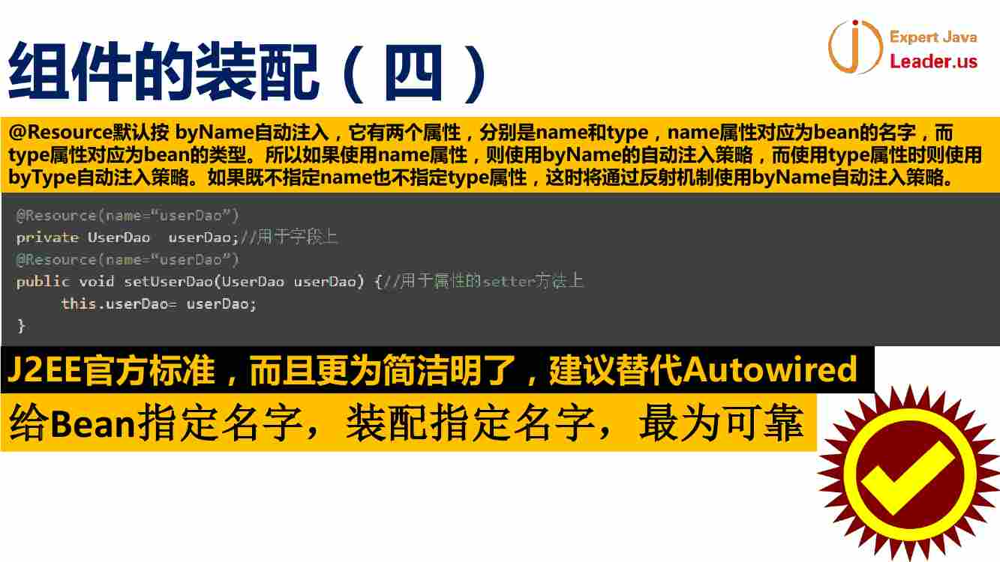 组件的装配（四）
Expert Java
Leader.us
@Resource默认按 byName自动注入，它有两个属性，分别是name和type，name属性对应为bean的名字，而
type属性对应为bean的类型。所以如果使用name属性，则使用byName的自动注入策略，而使用type属性时则使用
byType自动注入策略。如果既不指定name也不指定type属性，这时将通过反射机制使用byName自动注入策略。
@Resource(name=“userDao”)
private UserDao  userDao;//用于字段上
@Resource(name=“userDao”)
public void setUserDao(UserDao userDao) {//用于属性的setter方法上
     this.userDao= userDao;
}
J2EE官方标准，而且更为简洁明了，建议替代Autowired
给Bean指定名字，装配指定名字，最为可靠